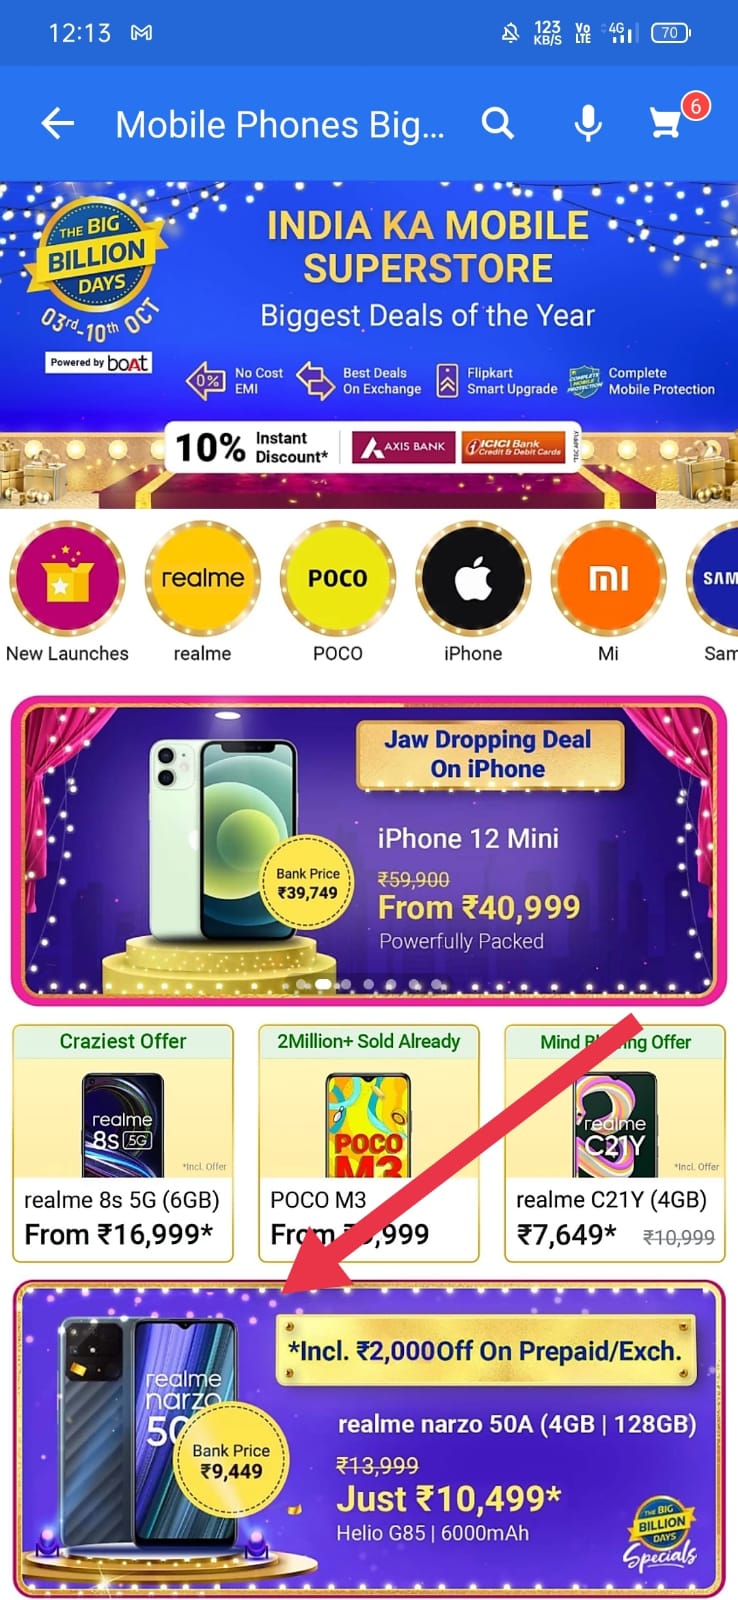 12:13
123
KB/S
Vo
LTE
4G
70
Mobile Phones Big...
6
THE BIG
BILLION
DAYS
03rd-10th OCT
Powered by boAt
INDIA KA MOBILE
SUPERSTORE
Biggest Deals of the Year
0%
No Cost
EMI
Best Deals
On Exchange
Flipkart
Smart Upgrade
COMPLETE
MOBILE
PROTECTION
Complete
Mobile Protection
10% Instant
Discount*
AXIS BANK
ICICI Bank
Credit & Debit Cards
*T&C APPLY
realme
POCO
mi
SAM
New Launches
realme
POCO
iPhone
Mi
Sam
Jaw Dropping Deal
On iPhone
iPhone 12 Mini
Bank Price
₹39,749
₹59,900
From ₹40,999
Powerfully Packed
Craziest Offer
realme
8s 5G
*Incl. Offer
realme 8s 5G (6GB)
From ₹16,999*
2Million+ Sold Already
POCO
M3
POCO M3
From ,999
Mind Offer
realme
C21Y
*Incl. Offer
realme C21Y (4GB)
₹7,649* ₹10,999
*Incl. ₹2,000Off On Prepaid/Exch.
realme
narzo
50
Bank Price
₹9,449
realme narzo 50A (4GB | 128GB)
₹13,999
Just ₹10,499*
Helio G85 | 6000mAh
THE BIG
BILLION
DAYS
Specials